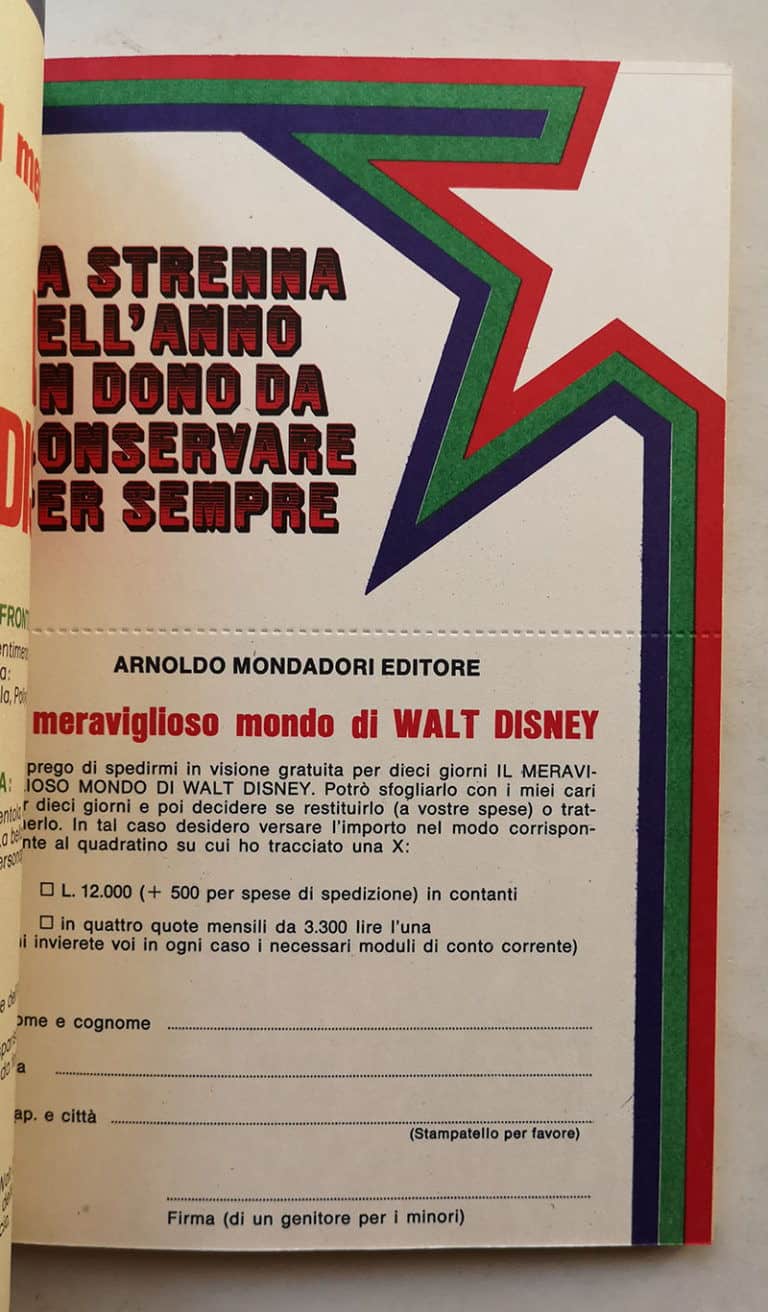 me
DI
FRONT
entime
a:
la,
A:
A STRENNA
ELL'ANNO
N DONO DA
ONSERVARE
ER SEMPRE
ARNOLDO MONDADORI EDITORE
meraviglioso mondo di WALT DISNEY
prego di spedirmi in visione gratuita per dieci giorni IL MERAVI-
IOSO MONDO DI WALT DISNEY. Potrò sfogliarlo con i miei cari
r dieci giorni e poi decidere se restituirlo (a vostre spese) o trat-
erlo. In tal caso desidero versare l'importo nel modo corrispon-
nte al quadratino su cui ho tracciato una X:
☐ L. 12.000 (+ 500 per spese di spedizione) in contanti
☐ in quattro quote mensili da 3.300 lire l'una
i invierete voi in ogni caso i necessari moduli di conto corrente)
ome e cognome
a
ap. e città
(Stampatello per favore)
Firma (di un genitore per i minori)